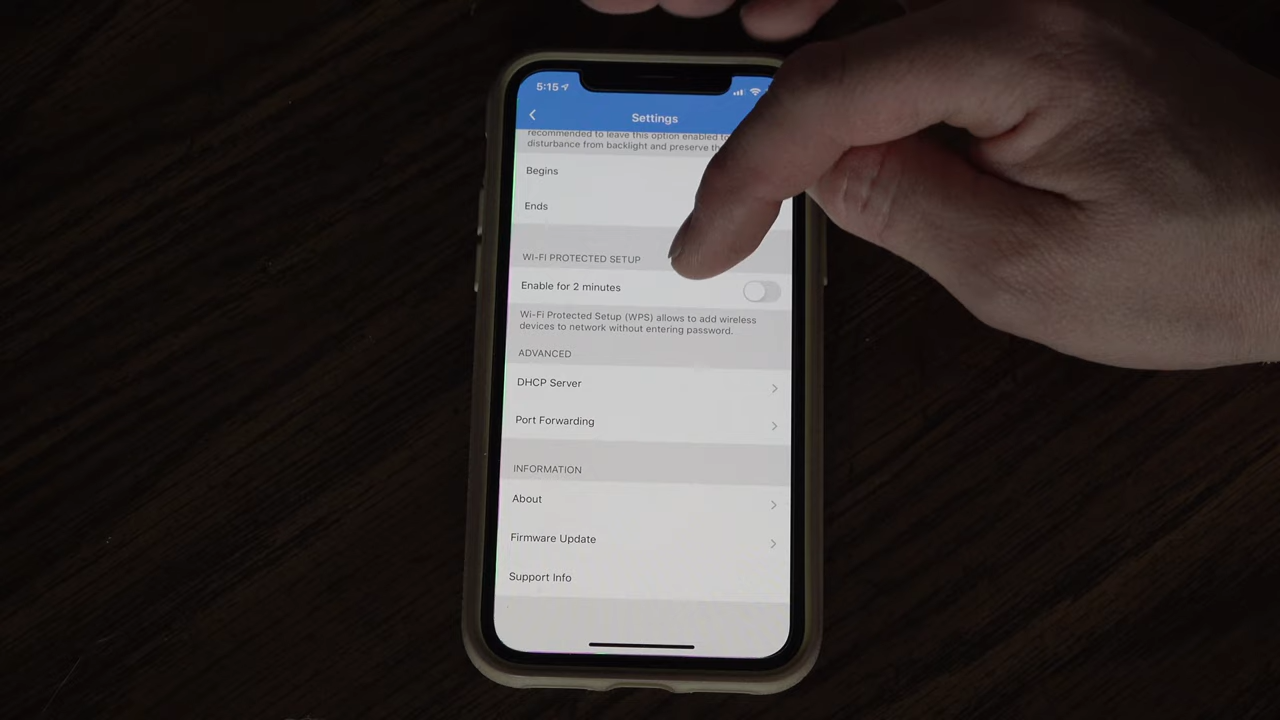 5:15
Settings
recommended to leave this option enabled to
disturbance from backlight and preserve
Begins
Ends
WI-FI PROTECTED SETUP
Enable for 2 minutes
Wi-Fi Protected Setup (WPS) allows to add wireless
devices to network without entering password.
ADVANCED
DHCP Server
Port Forwarding
INFORMATION
About
Firmware Update
Support Info